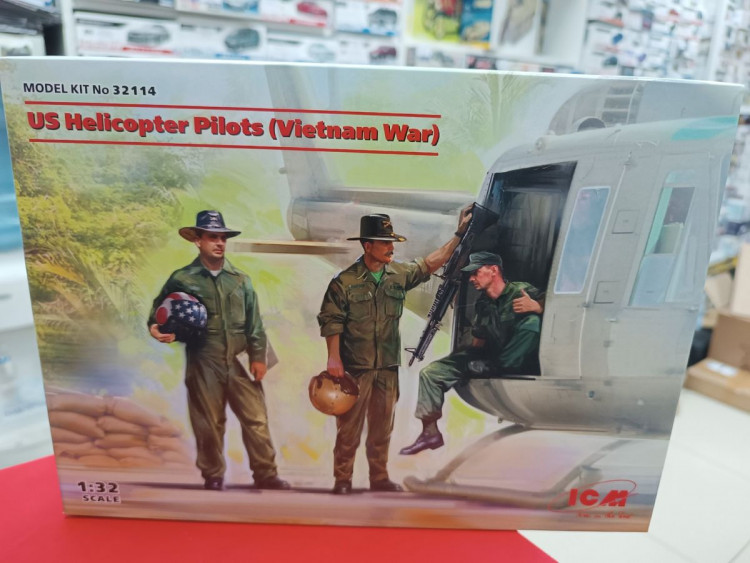 MODEL KIT No 32114
US Helicopter Pilots (Vietnam War)
1:32
SCALE
ICM